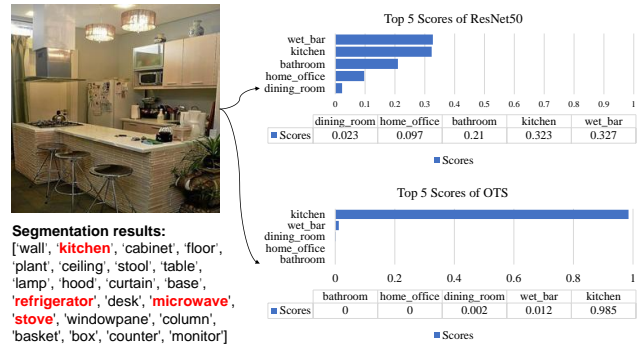 Top 5 Scores of ResNet50
wet_bar
kitchen
bathroom
home_office
dining_room
0 0.1 0.2 0.3 0.4 0.5 0.6 0.7 0.8 0.9 1
dining_room home_office bathroom kitchen wet_bar
Scores 0.023 0.097 0.21 0.323 0.327
Scores
Top 5 Scores of OTS
kitchen
wet_bar
dining_room
home_office
bathroom
0 0.2 0.4 0.6 0.8 1
bathroom home_office dining_room wet_bar kitchen
Scores 0 0 0.002 0.012 0.985
Scores
Segmentation results:
['wall', 'kitchen', 'cabinet', 'floor',
'plant', 'ceiling', 'stool', 'table',
'lamp', 'hood', 'curtain', 'base',
'refrigerator', 'desk', 'microwave',
'stove', 'windowpane', 'column',
'basket', 'box', 'counter', 'monitor']